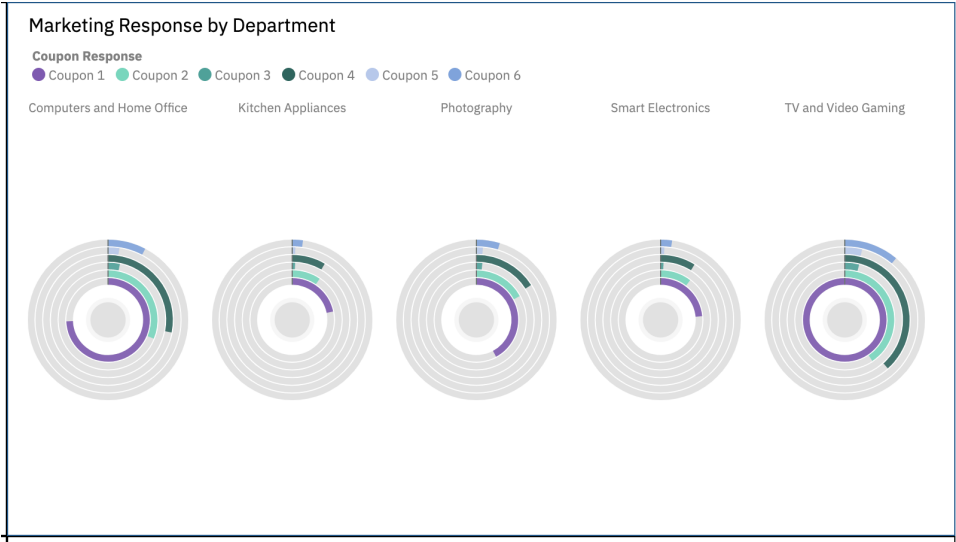 Marketing Response by Department
Coupon Response
Coupon 1 Coupon 2 Coupon 3 Coupon 4 Coupon 5 Coupon 6
Computers and Home Office Kitchen Appliances Photography Smart Electronics TV and Video Gaming